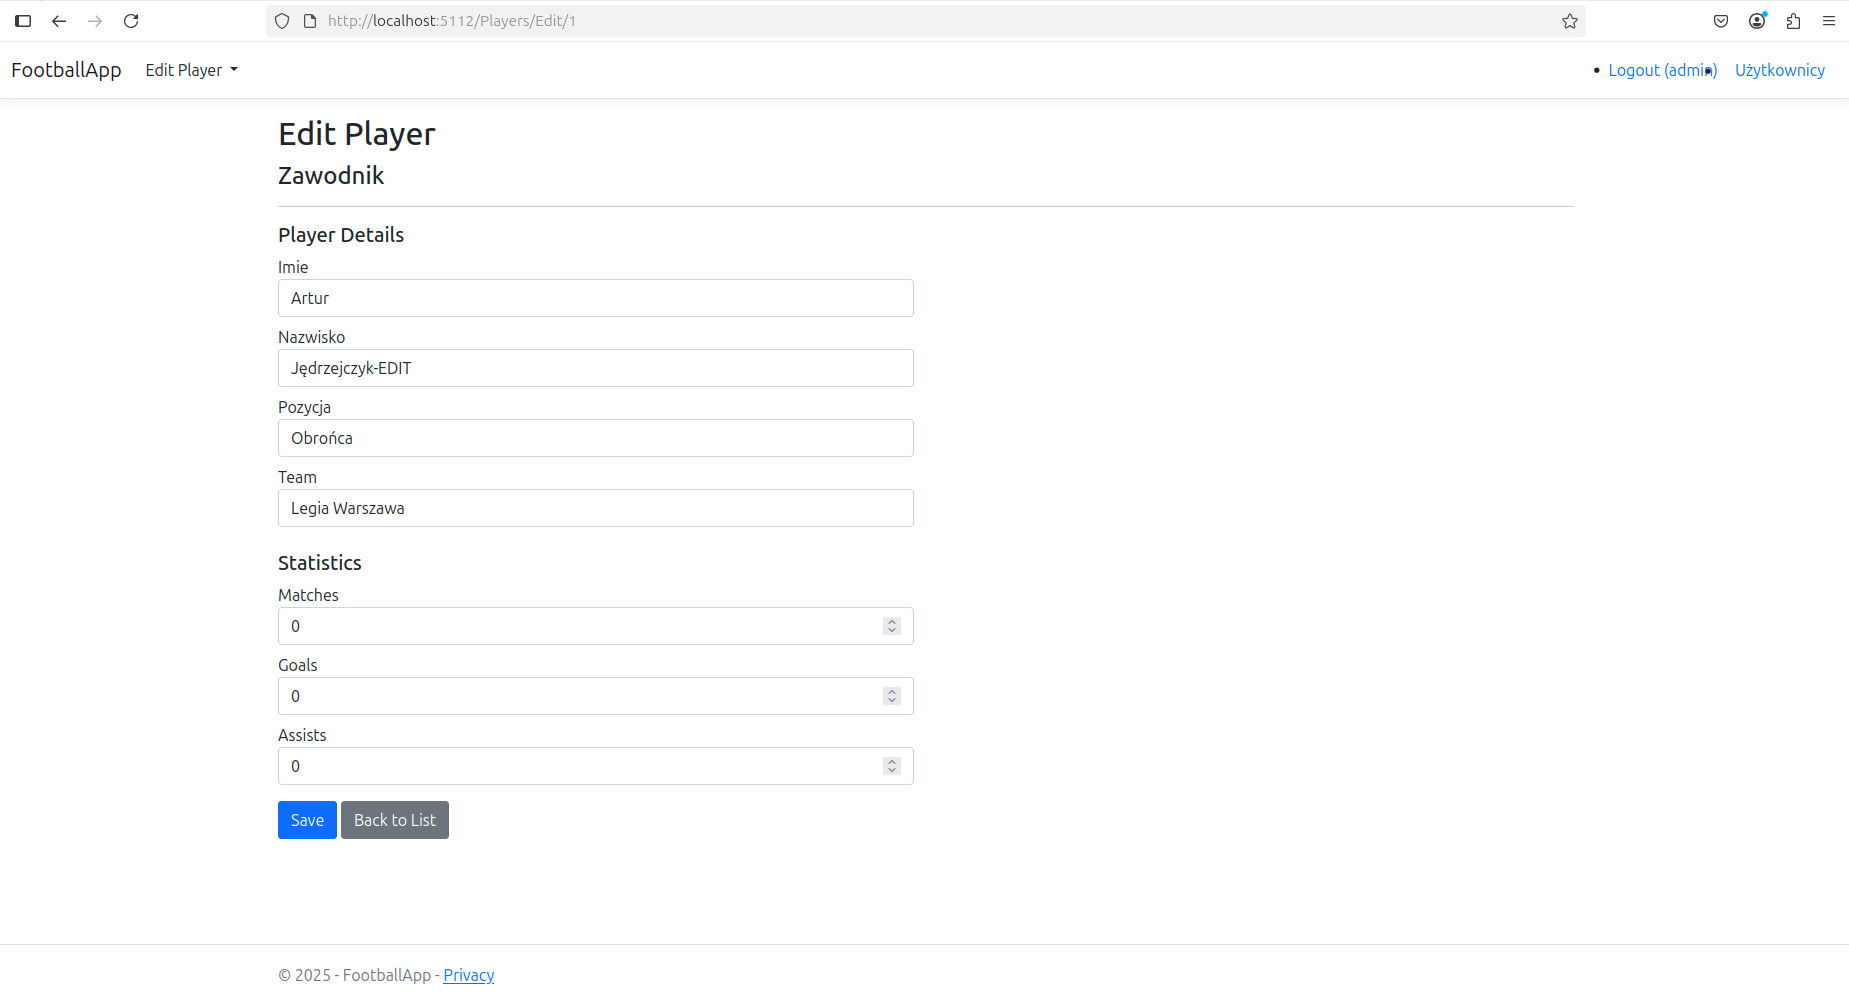 http://localhost:5112/Players/Edit/1
FootballApp Edit Player Logout (admin) Użytkownicy
Edit Player
Zawodnik
Player Details
Imie
Artur
Nazwisko
Jędrzejczyk-EDIT
Pozycja
Obrońca
Team
Legia Warszawa
Statistics
Matches
0
Goals
0
Assists
0
Save Back to List
© 2025 - FootballApp - Privacy